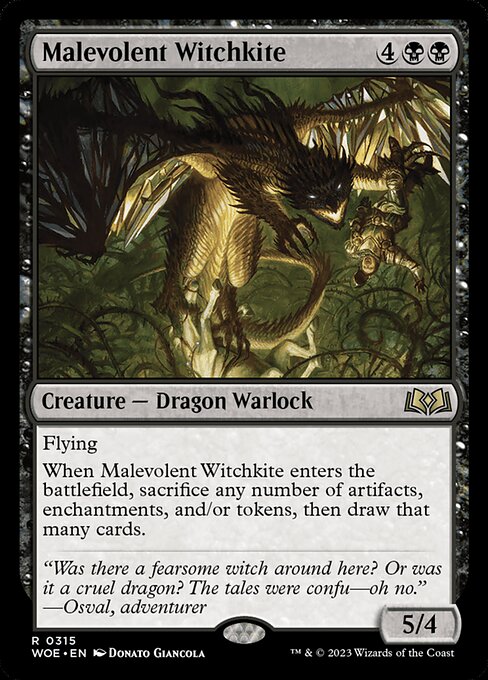 Malevolent Witchkite 4
Creature — Dragon Warlock
Flying
When Malevolent Witchkite enters the
battlefield, sacrifice any number of artifacts,
enchantments, and/or tokens, then draw that
many cards.
“Was there a fearsome witch around here? Or was
it a cruel dragon? The tales were confu—oh no.”
—Osval, adventurer
5/4
R 0315
WOE • EN Donato Giancola
™ & © 2023 Wizards of the Coast